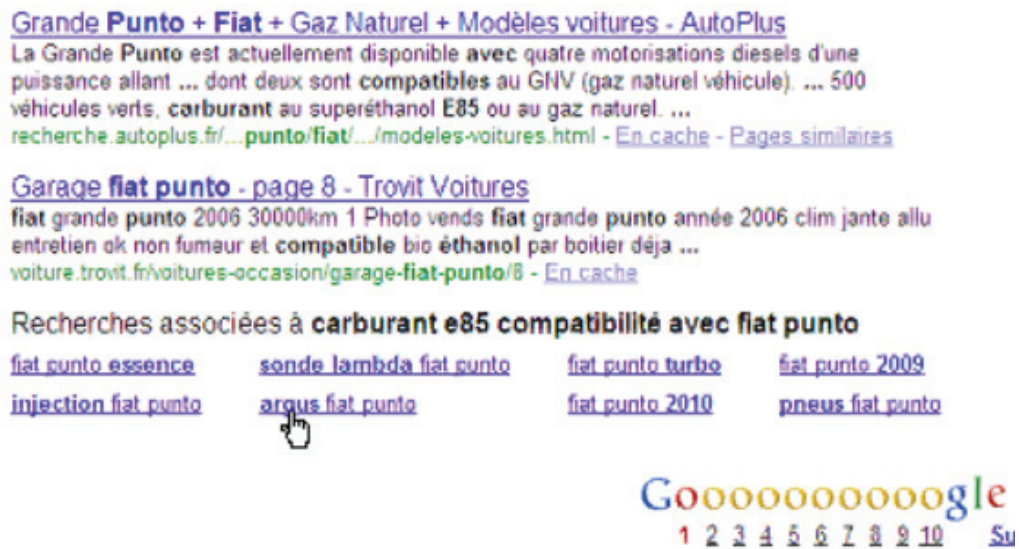 Grande Punto + Fiat + Gaz Naturel + Modèles voitures - AutoPlus
La Grande Punto est actuellement disponible avec quatre motorisations diesels d'une
puissance allant ... dont deux sont compatibles au GNV (gaz naturel véhicule). ... 500
véhicules verts, carburant au superéthanol E85 ou au gaz naturel. ...
recherche.autoplus.fr/...punto/fiat/.../modeles-voitures.html - En cache - Pages similaires
Garage fiat punto - page 8 - Trovit Voitures
fiat grande punto 2006 30000km 1 Photo vends fiat grande punto année 2006 clim jante allu
entretien ok non fumeur et compatible bio éthanol par boitier déja ...
voiture.trovit.fr/voitures-occasion/garage-fiat-punto/8 - En cache
Recherches associées à carburant e85 compatibilité avec fiat punto
fiat punto essence sonde lambda fiat punto fiat punto turbo fiat punto 2009
injection fiat punto argus fiat punto fiat punto 2010 pneus fiat punto
Goooooooooogle
1 2 3 4 5 6 7 8 9 10 Su